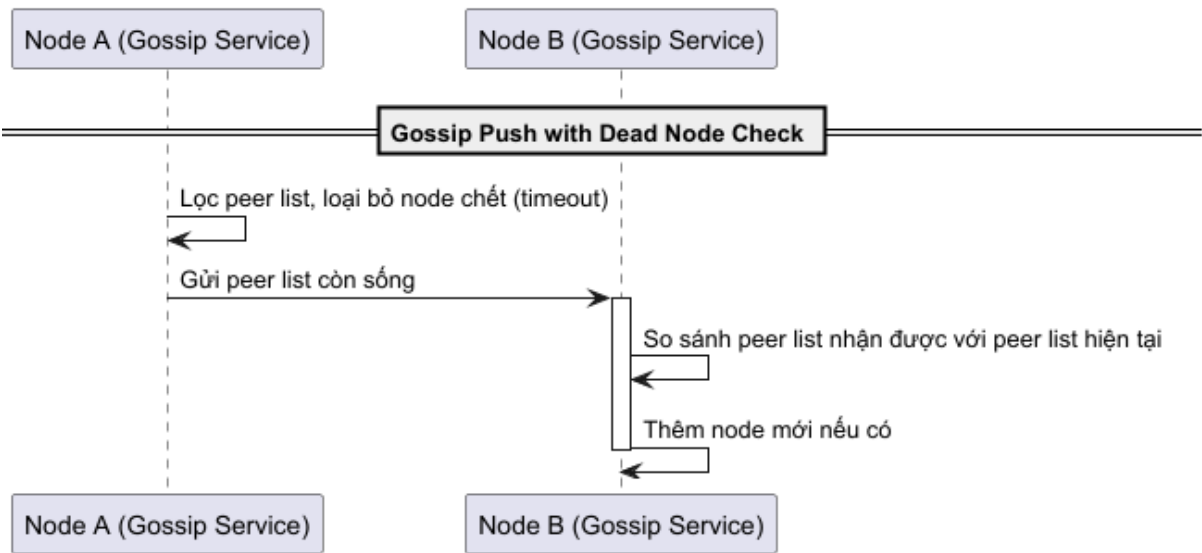 Node A (Gossip Service)
Node B (Gossip Service)
Gossip Push with Dead Node Check
Lọc peer list, loại bỏ node chết (timeout)
Gửi peer list còn sống
So sánh peer list nhận được với peer list hiện tại
Thêm node mới nếu có
Node A (Gossip Service)
Node B (Gossip Service)